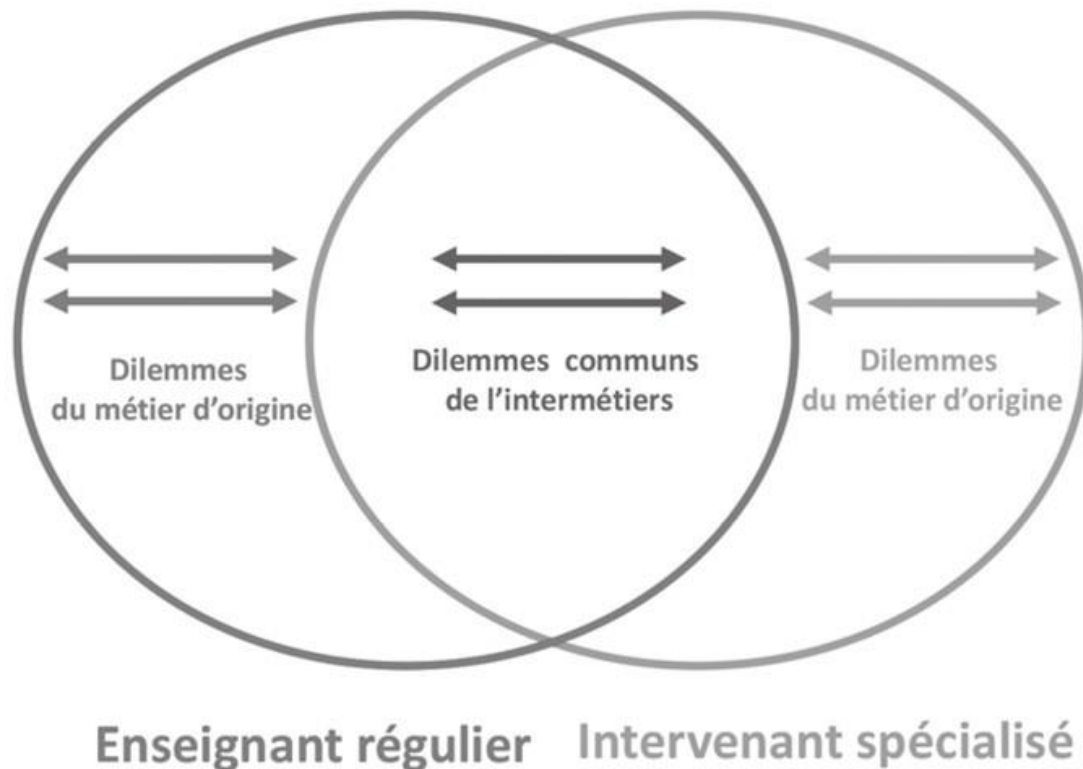 Dilemmes
du métier d'origine
Dilemmes communs
de l'intermétiers
Dilemmes
du métier d'origine
Enseignant régulier
Intervenant spécialisé